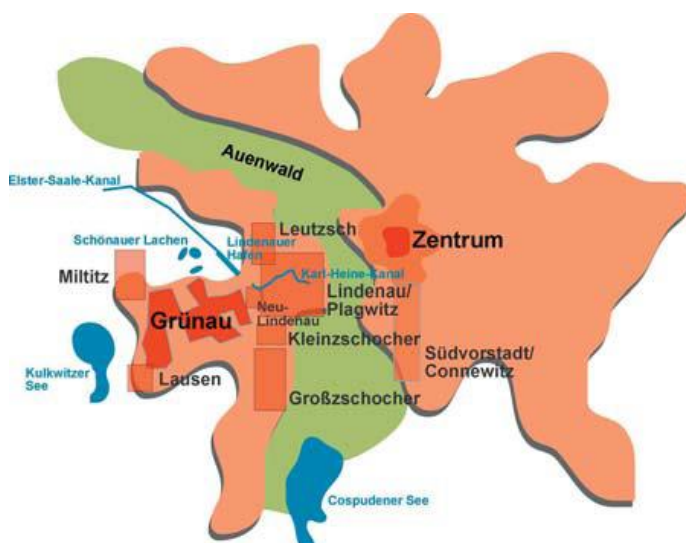 Auenwald
Elster-Saale-Kanal
Leutzsch
Schönauer Lachen
Lindenauer
Hafen
Zentrum
Miltitz
Karl-Heine-Kanal
Lindenau/
Plagwitz
Grünau
Neu-
Lindenau
Kleinzschocher
Südvorstadt/
Connewitz
Kulkwitzer
See
Lausen
Großzschocher
Cospudener See